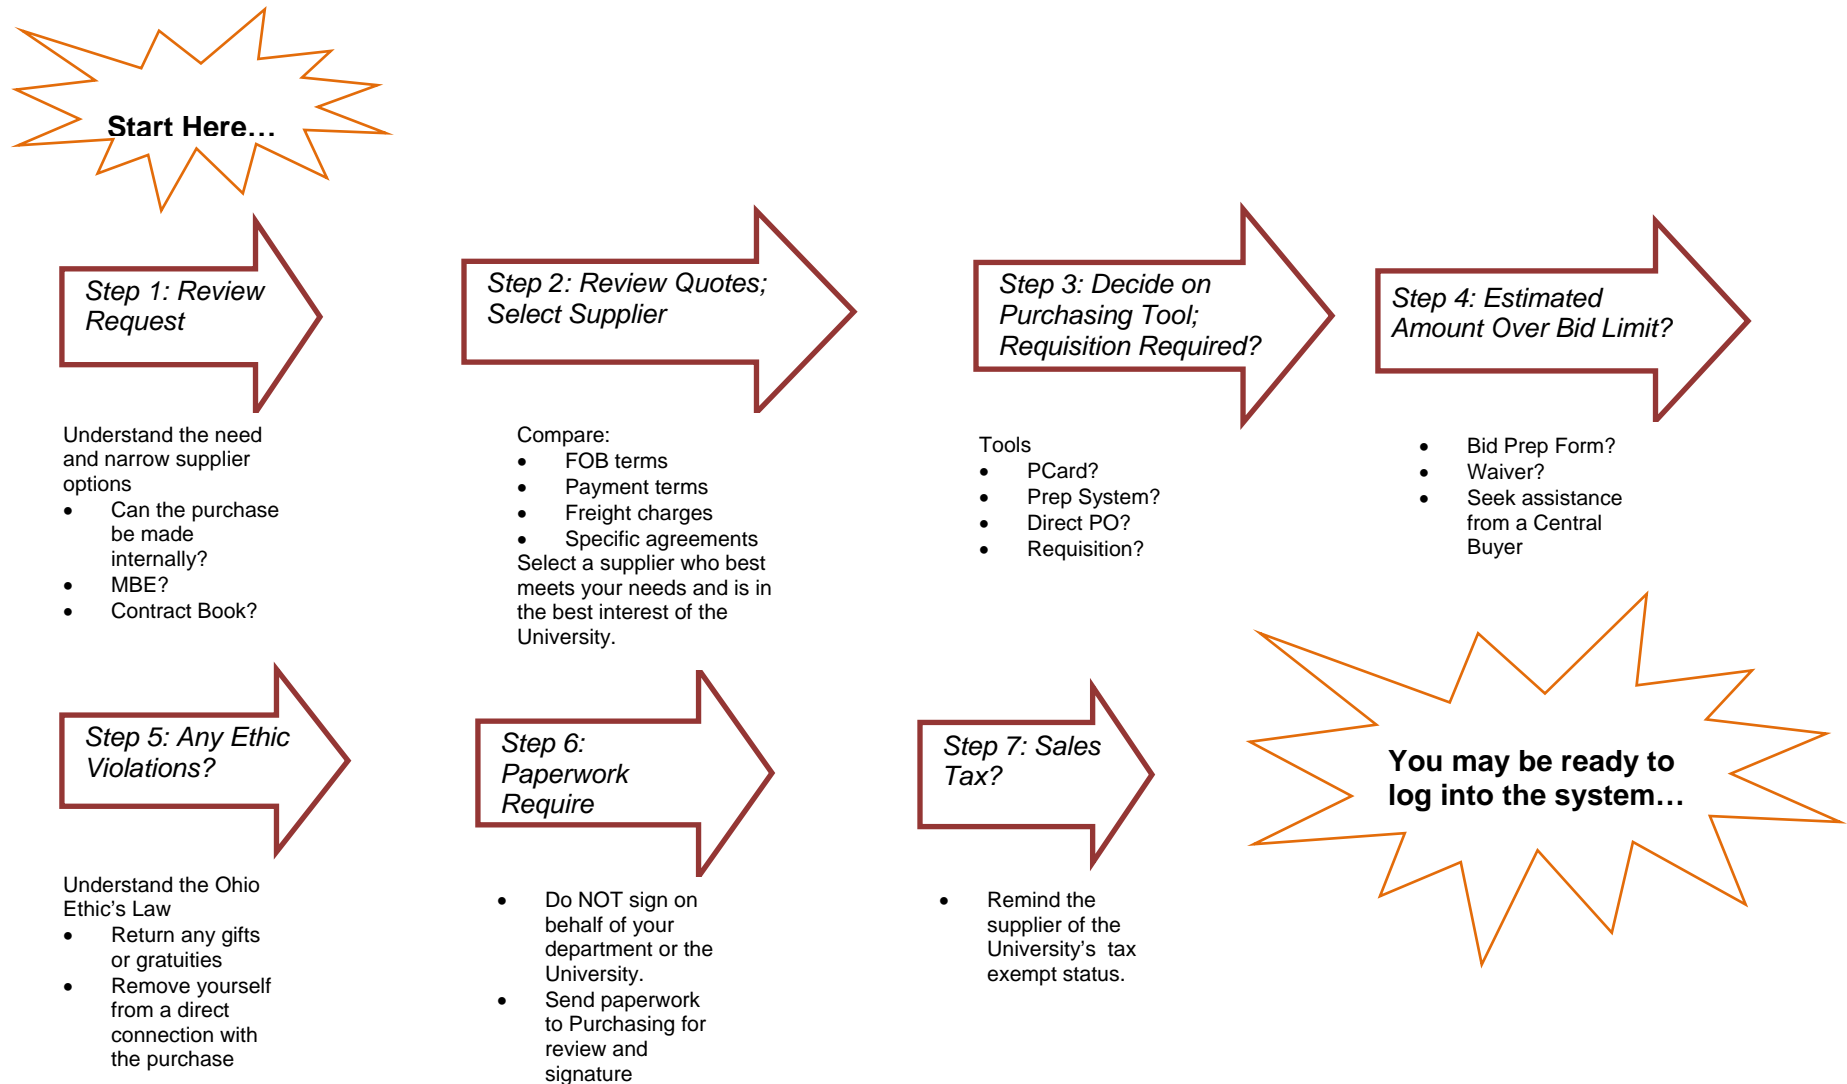 Start Here…
Step 1: Review
Request
Step 2: Review Quotes;
Select Supplier
Step 3: Decide on
Purchasing Tool;
Requisition Required?
Step 4: Estimated
Amount Over Bid Limit?
Understand the need
and narrow supplier
options
• Can the purchase
be made
internally?
• MBE?
• Contract Book?
Compare:
• FOB terms
• Payment terms
• Freight charges
• Specific agreements
Select a supplier who best
meets your needs and is in
the best interest of the
University.
Tools
• PCard?
• Prep System?
• Direct PO?
• Requisition?
• Bid Prep Form?
• Waiver?
• Seek assistance
from a Central
Buyer
Step 5: Any Ethic
Violations?
Step 6:
Paperwork
Require
Step 7: Sales
Tax?
You may be ready to
log into the system…
Understand the Ohio
Ethic’s Law
• Return any gifts
or gratuities
• Remove yourself
from a direct
connection with
the purchase
• Do NOT sign on
behalf of your
department or the
University.
• Send paperwork
to Purchasing for
review and
signature
• Remind the
supplier of the
University’s  tax
exempt status.